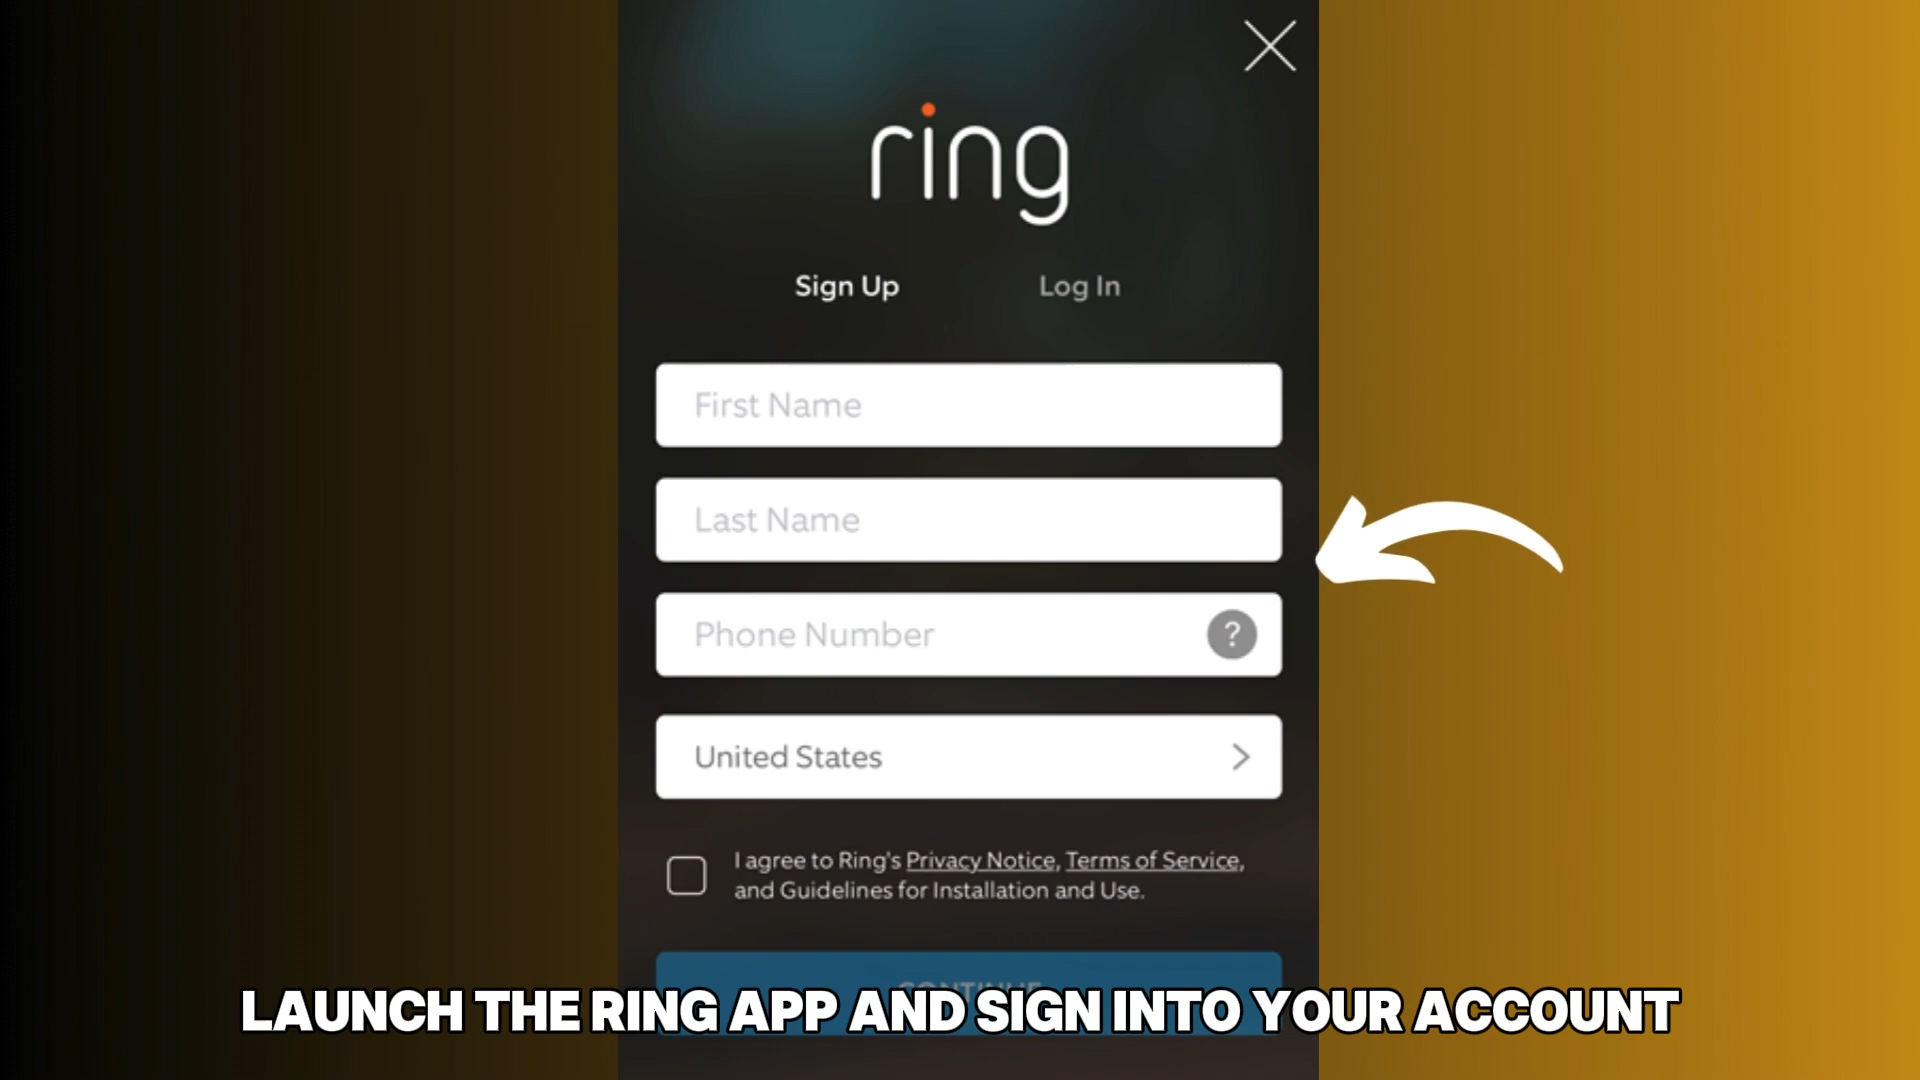 ring
Sign Up Log In
First Name
Last Name
Phone Number ?
United States
I agree to Ring's Privacy Notice, Terms of Service,
and Guidelines for Installation and Use.
CONTINUE
LAUNCH THE RING APP AND SIGN INTO YOUR ACCOUNT